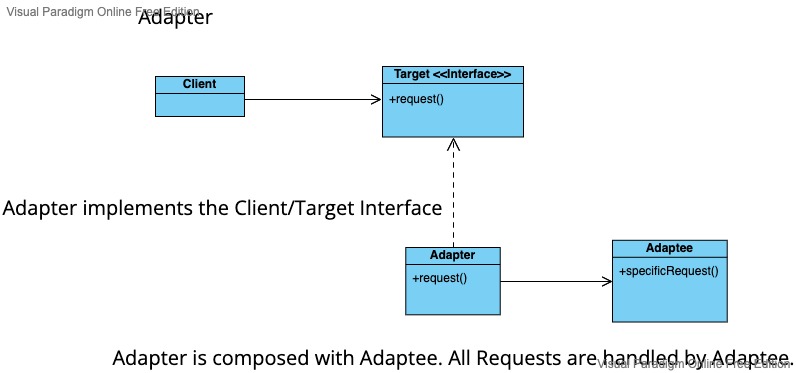 Visual Paradigm Online Free Edition
Adapter
Client
Target <<Interface>>
+request()
Adapter implements the Client/Target Interface
Adapter
+request()
Adaptee
+specificRequest()
Adapter is composed with Adaptee. All Requests are handled by Adaptee.
Visual Paradigm Online Free Edition